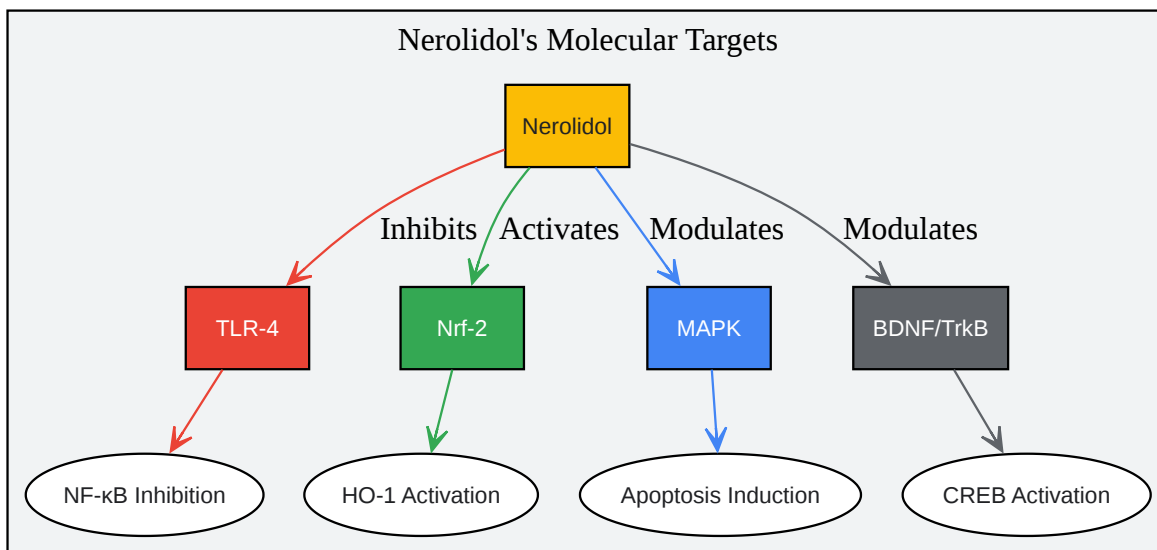 Nerolidol's Molecular Targets
Nerolidol
Inhibits
Activates
Modulates
Modulates
TLR-4
Nrf-2
MAPK
BDNF/TrkB
NF-κB Inhibition
HO-1 Activation
Apoptosis Induction
CREB Activation